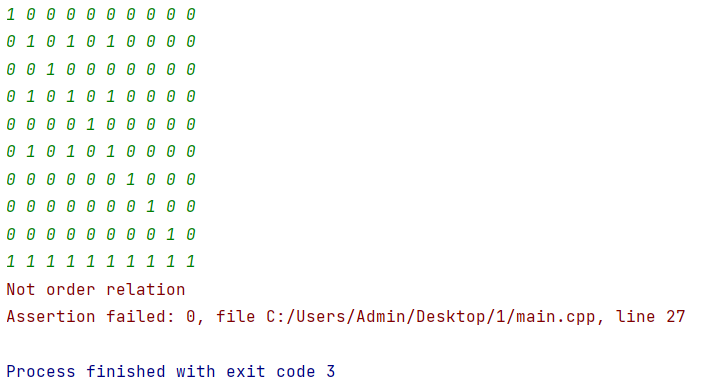 1 0 0 0 0 0 0 0 0 0
0 1 0 1 0 1 0 0 0 0
0 0 1 0 0 0 0 0 0 0
0 1 0 1 0 1 0 0 0 0
0 0 0 0 1 0 0 0 0 0
0 1 0 1 0 1 0 0 0 0
0 0 0 0 0 0 1 0 0 0
0 0 0 0 0 0 0 1 0 0
0 0 0 0 0 0 0 0 1 0
1 1 1 1 1 1 1 1 1 1
Not order relation
Assertion failed: 0, file C:/Users/Admin/Desktop/1/main.cpp, line 27
Process finished with exit code 3